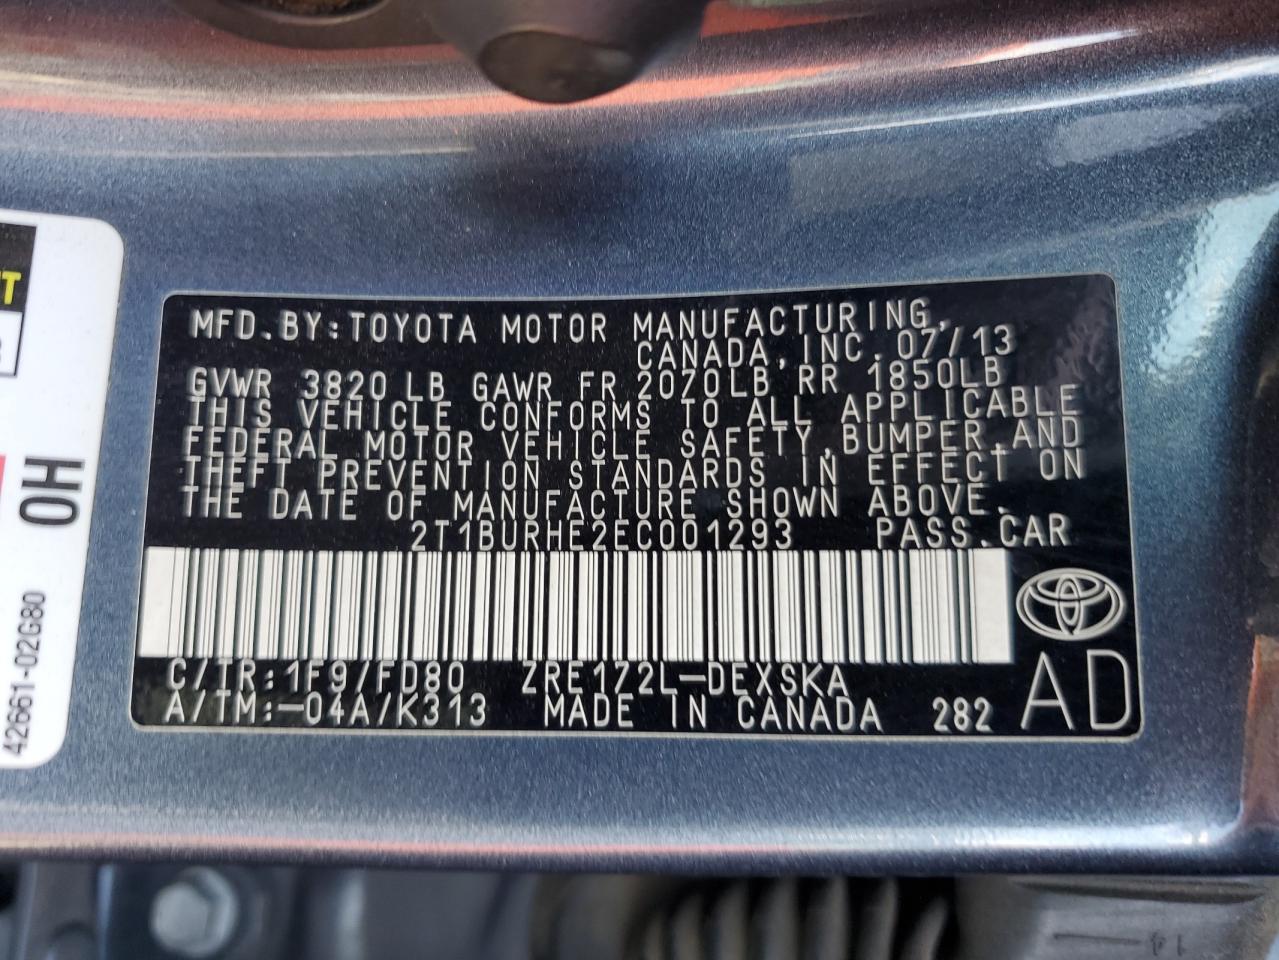 MFD.BY:TOYOTA MOTOR MANUFACTURING,
CANADA,INC. 07/13
GVWR 3820 LB GAWR FR 2070LB RR 1850LB
THIS VEHICLE CONFORMS TO ALL APPLICABLE
FEDERAL MOTOR VEHICLE SAFETY,BUMPER,AND
THEFT PREVENTION STANDARDS IN EFFECT ON
THE DATE OF MANUFACTURE SHOWN ABOVE.
2T1BURHE2EC001293 PASS.CAR
C/TR:1F9/FD80 ZRE172L-DEXSKA
A/TM:-04A/K313 MADE IN CANADA 282
AD
OH
42661-02G80